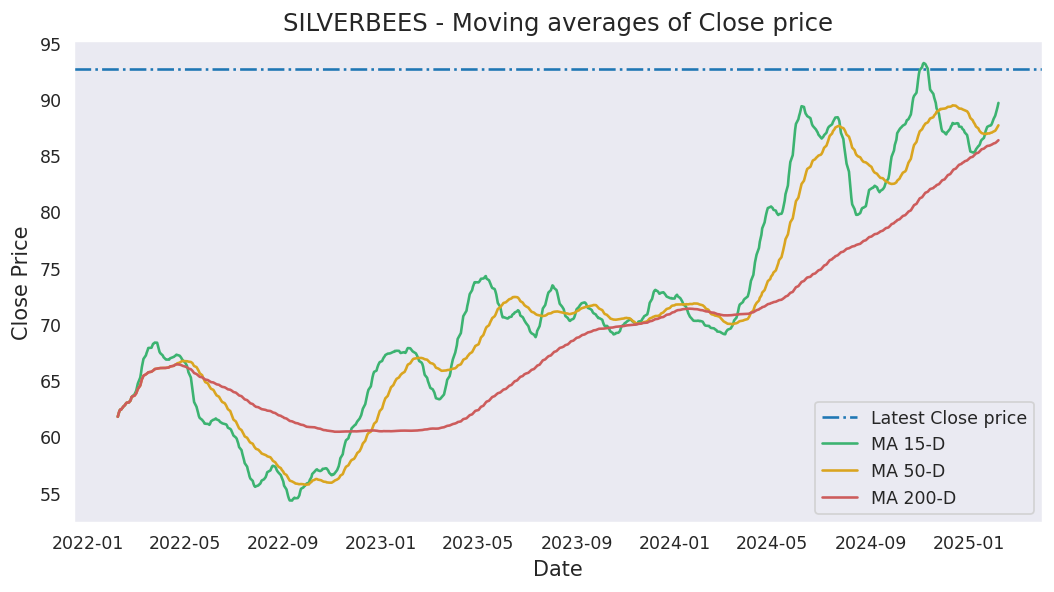 SILVERBEES - Moving averages of Close price
Close Price
95
90
85
80
75
70
65
60
55
Latest Close price
MA 15-D
MA 50-D
MA 200-D
2022-01 2022-05 2022-09 2023-01 2023-05 2023-09 2024-01 2024-05 2024-09 2025-01
Date